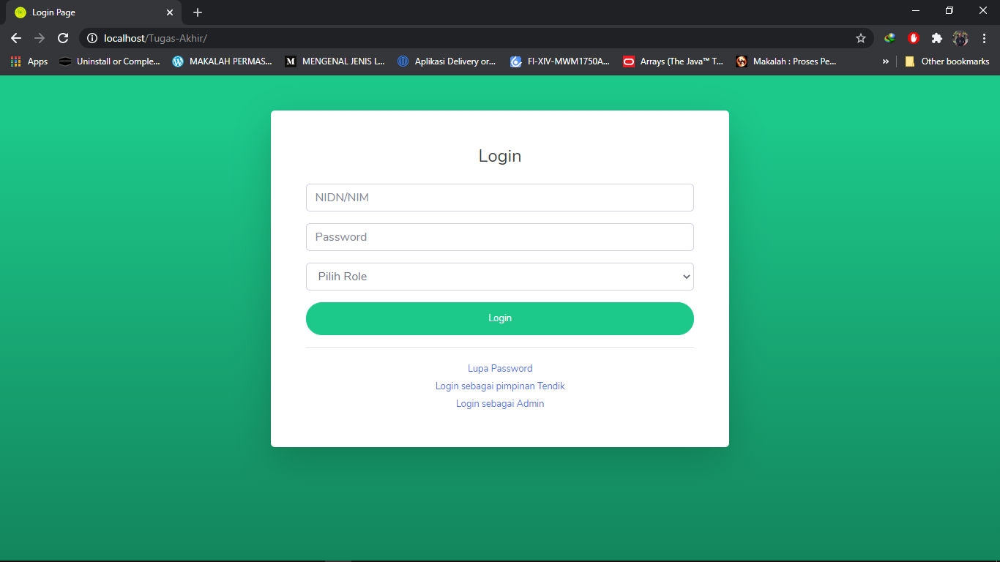 Login Page
localhost/Tugas-Akhir/
Apps Uninstall or Comple... MAKALAH PERMAS... MENGENAL JENIS L... Aplikasi Delivery or... FI-XIV-MWM1750A... Arrays (The Java™ T... Makalah : Proses Pe... » Other bookmarks
Login
NIDN/NIM
Password
Pilih Role
Login
Lupa Password
Login sebagai pimpinan Tendik
Login sebagai Admin